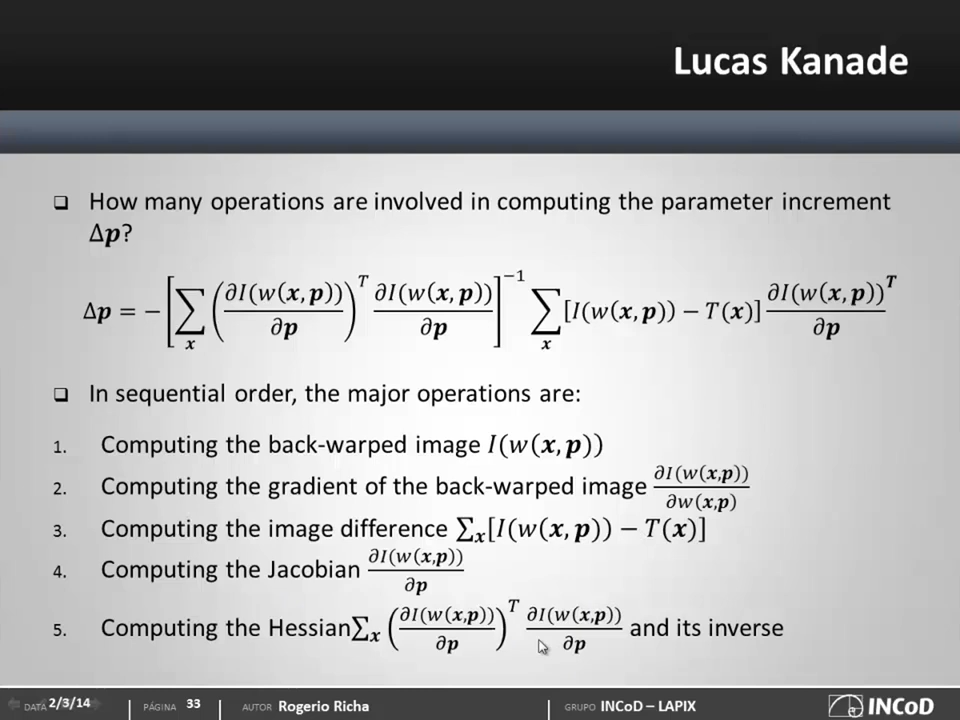 Lucas Kanade
❑ How many operations are involved in computing the parameter increment
Δp?
Δp = −[∑ₓ (∂I(w(x,p))/∂p)ᵀ ∂I(w(x,p))/∂p]⁻¹ ∑ₓ[I(w(x,p)) − T(x)] ∂I(w(x,p))ᵀ/∂p
❑ In sequential order, the major operations are:
1. Computing the back-warped image I(w(x,p))
2. Computing the gradient of the back-warped image ∂I(w(x,p))/∂w(x,p)
3. Computing the image difference ∑ₓ[I(w(x,p)) − T(x)]
4. Computing the Jacobian ∂I(w(x,p))/∂p
5. Computing the Hessian∑ₓ (∂I(w(x,p))/∂p)ᵀ ∂I(w(x,p))/∂p and its inverse
DATA 2/3/14 PÁGINA 33 AUTOR Rogerio Richa GRUPO INCoD – LAPIX INCoD